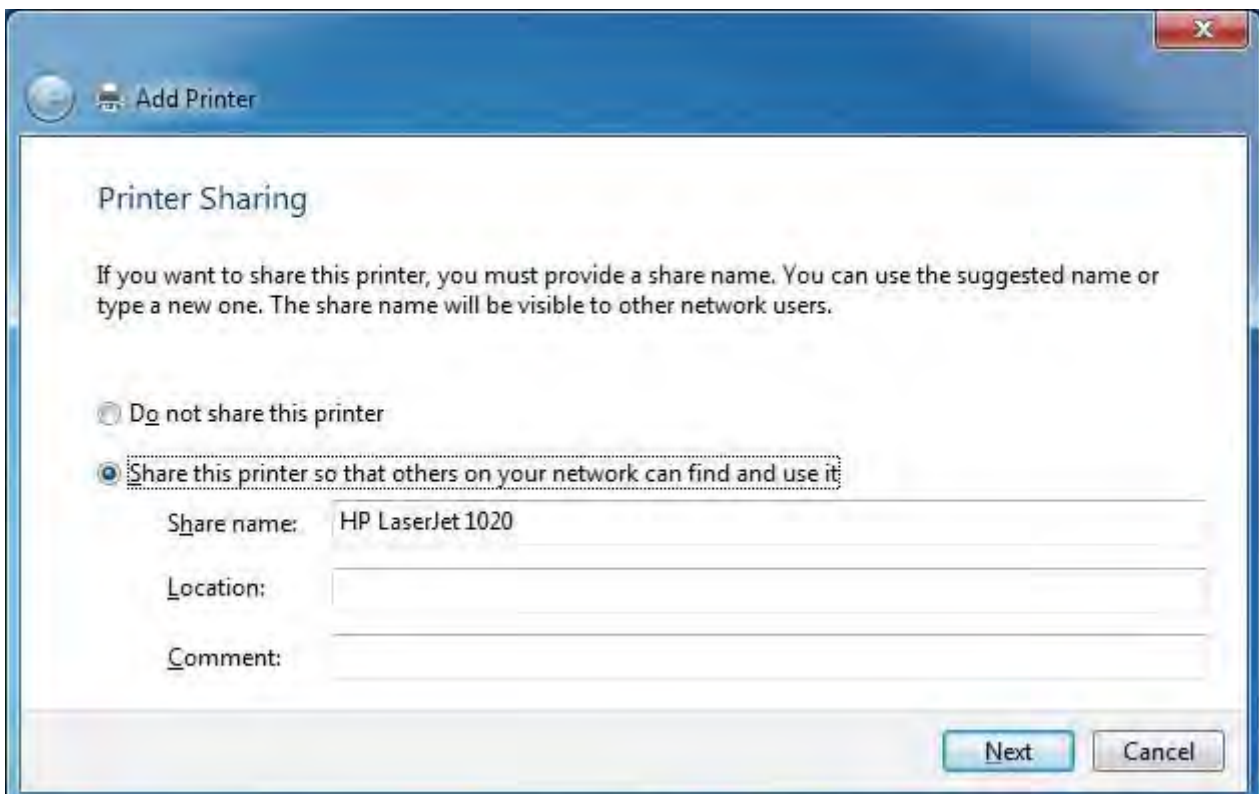 Add Printer
Printer Sharing
If you want to share this printer, you must provide a share name. You can use the suggested name or
type a new one. The share name will be visible to other network users.
Do not share this printer
Share this printer so that others on your network can find and use it
Share name: HP LaserJet 1020
Location:
Comment:
Next Cancel